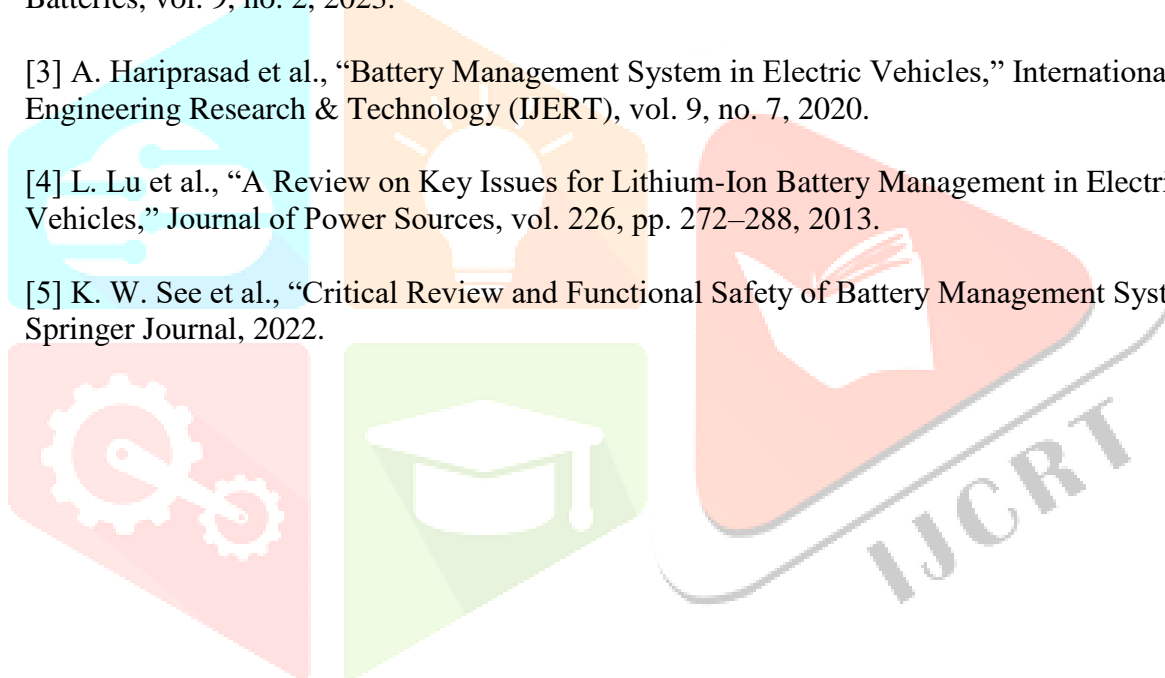 Batteries, vol. 9, no. 2, 2023.
[3] A. Hariprasad et al., “Battery Management System in Electric Vehicles,” Internationa
Engineering Research & Technology (IJERT), vol. 9, no. 7, 2020.
[4] L. Lu et al., “A Review on Key Issues for Lithium-Ion Battery Management in Electri
Vehicles,” Journal of Power Sources, vol. 226, pp. 272–288, 2013.
[5] K. W. See et al., “Critical Review and Functional Safety of Battery Management Syst
Springer Journal, 2022.
IJCRT